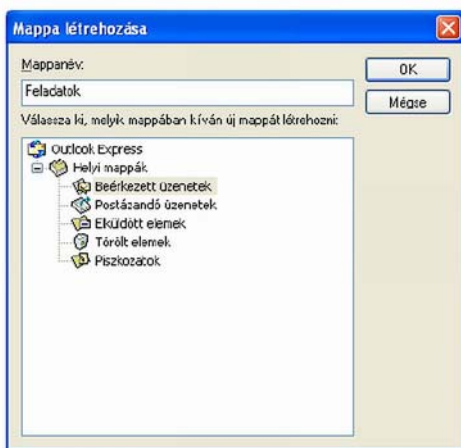 Mappa létrehozása
Mappanév:
OK
Feladatok
Mégse
Válassza ki, melyik mappában kíván új mappát létrehozni:
Outlook Express
Helyi mappák
Beérkezett üzenetek
Postázandó üzenetek
Elküldött elemek
Törölt elemek
Piszkozatok